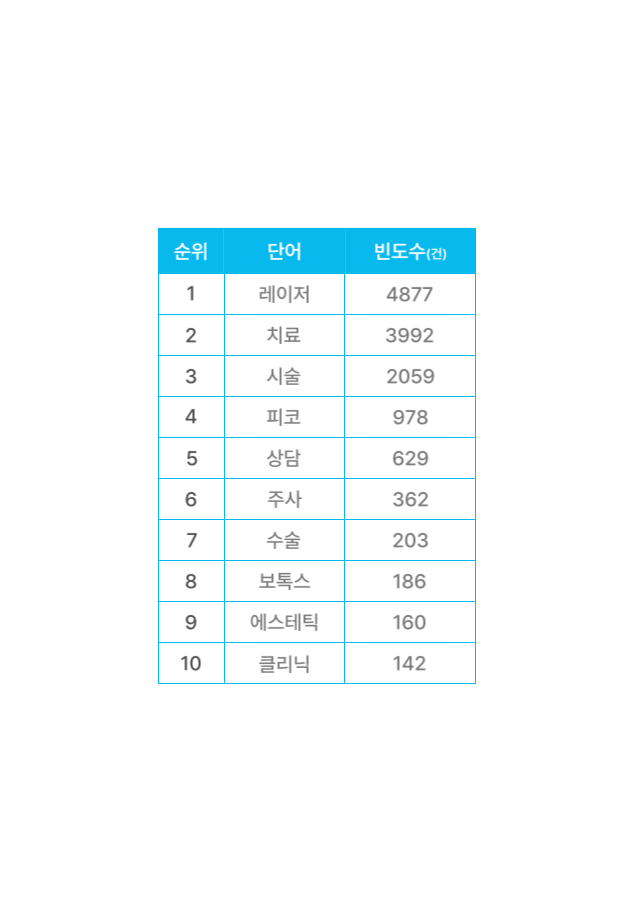 순위 단어 빈도수(건)
1 레이저 4877
2 치료 3992
3 시술 2059
4 피코 978
5 상담 629
6 주사 362
7 수술 203
8 보톡스 186
9 에스테틱 160
10 클리닉 142